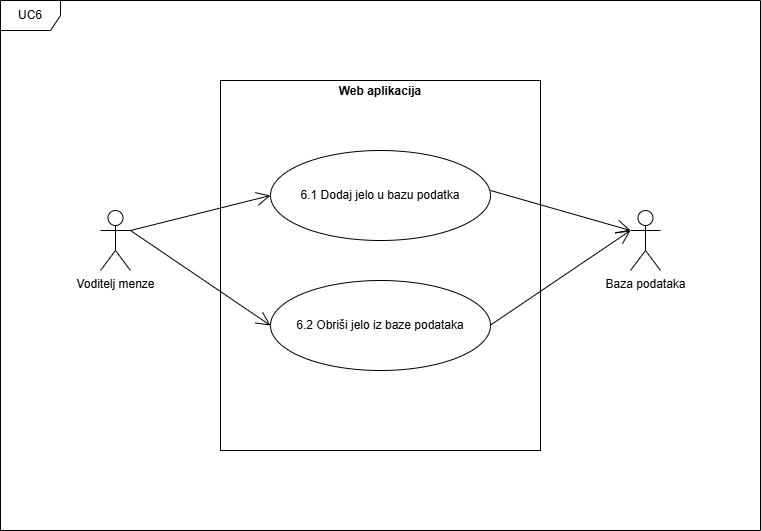 UC6
Web aplikacija
6.1 Dodaj jelo u bazu podatka
Voditelj menze
Baza podataka
6.2 Obriši jelo iz baze podataka